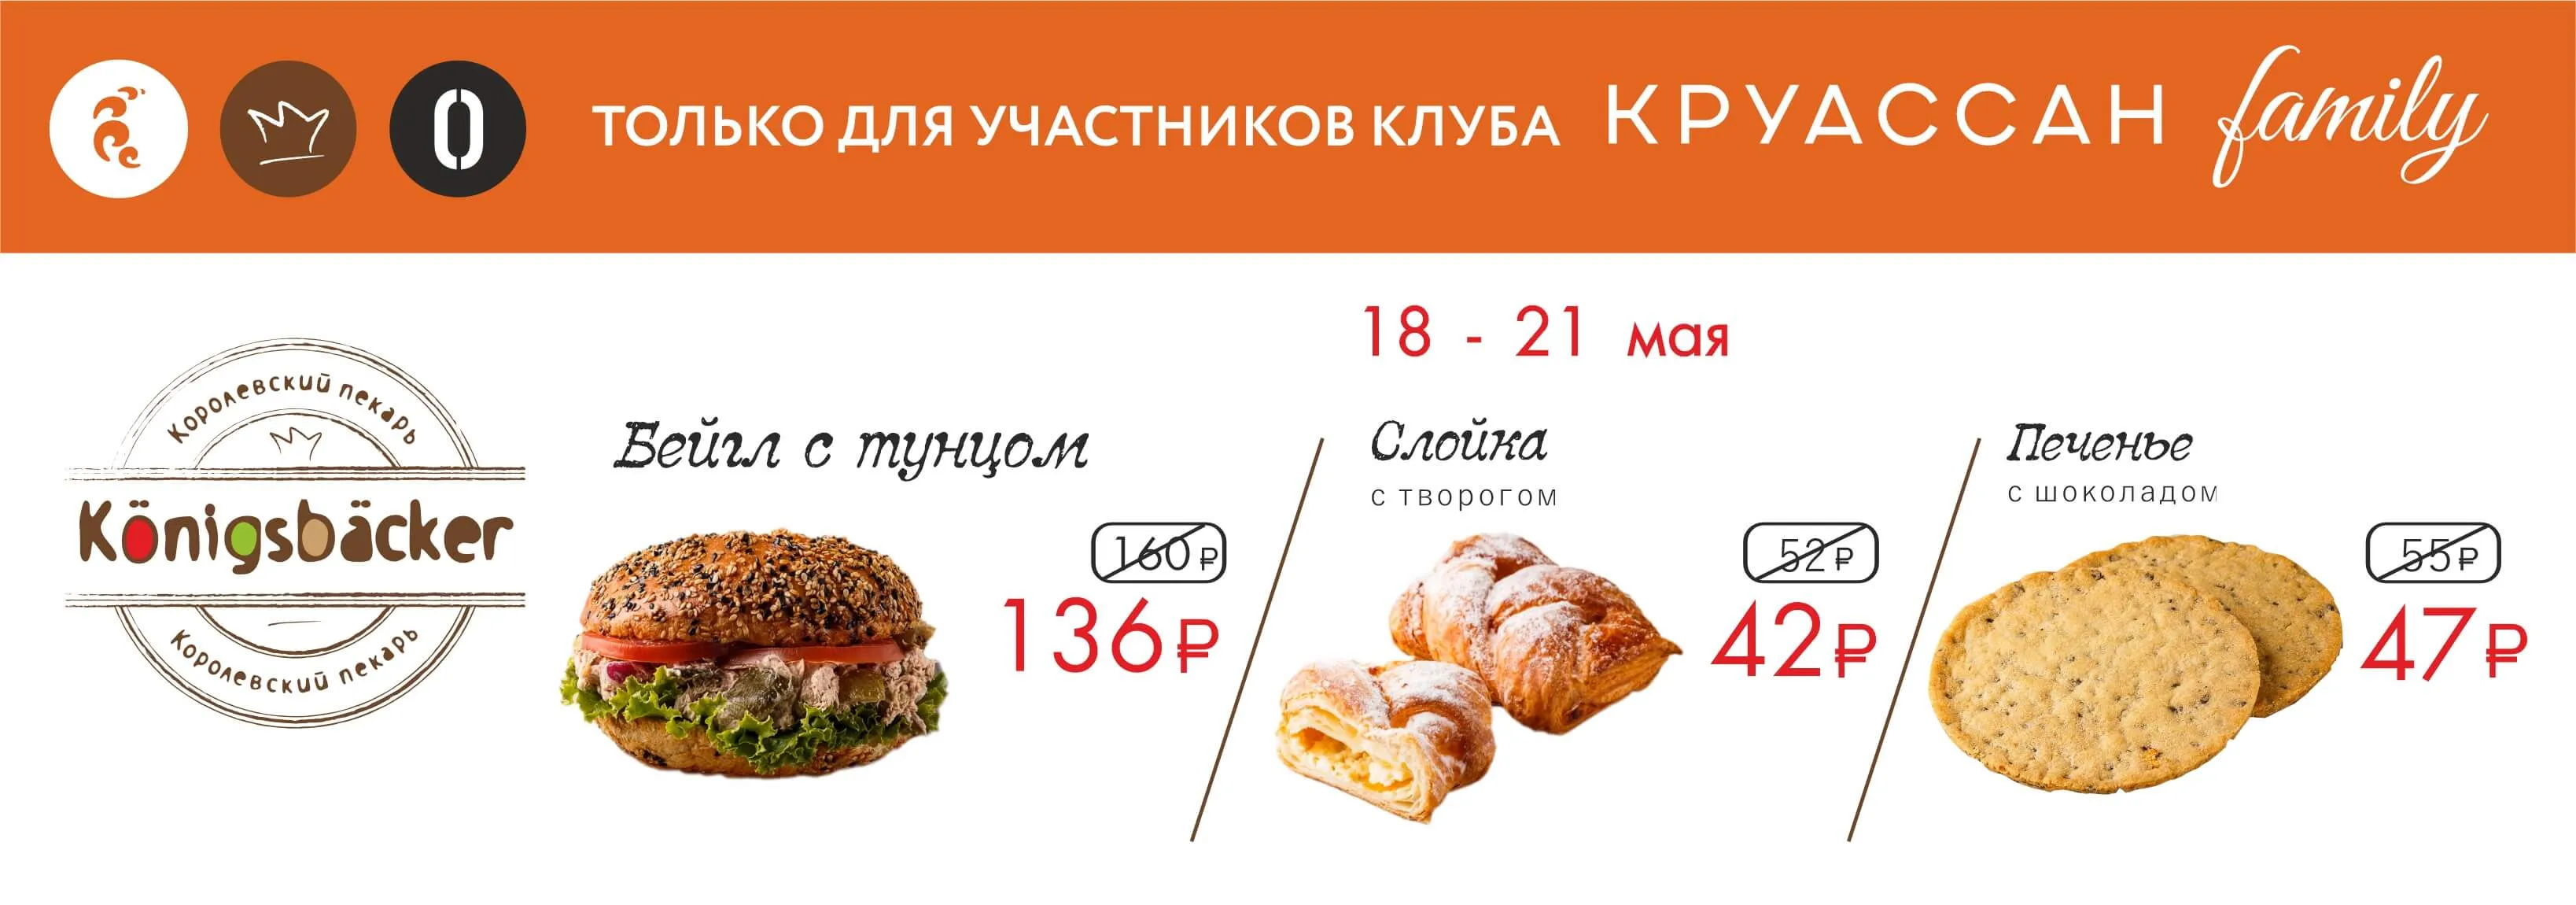 0 ТОЛЬКО ДЛЯ УЧАСТНИКОВ КЛУБА КРУАССАН family
18 - 21 мая
Королевский пекарь
Königsbäcker
Королевский пекарь
Бейгл с тунцом
160 ₽
136 ₽
Слойка
с творогом
52 ₽
42 ₽
Печенье
с шоколадом
55 ₽
47 ₽